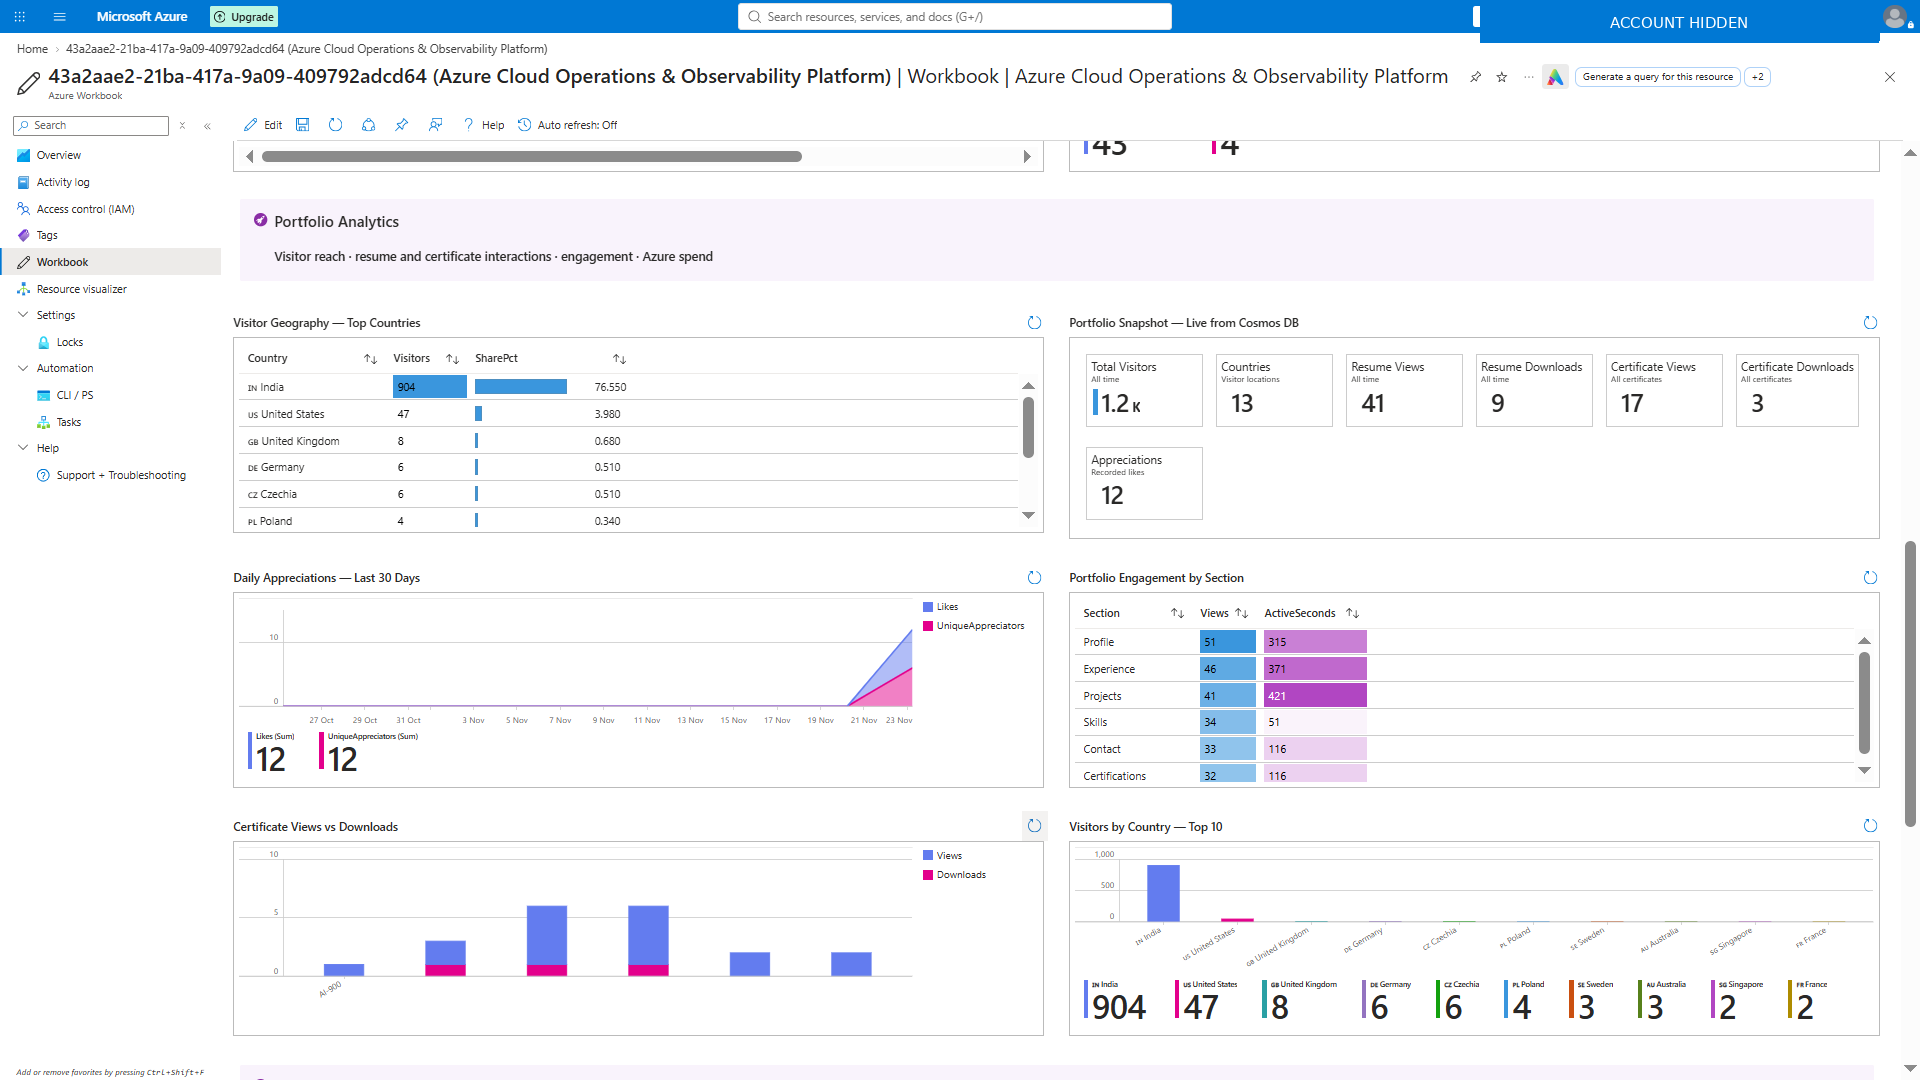 Microsoft Azure
Upgrade
Search resources, services, and docs (G+/)
ACCOUNT HIDDEN
Home
43a2aae2-21ba-417a-9a09-409792adcd64 (Azure Cloud Operations & Observability Platform)
43a2aae2-21ba-417a-9a09-409792adcd64 (Azure Cloud Operations & Observability Platform) | Workbook | Azure Cloud Operations & Observability Platform
Azure Workbook
Generate a query for this resource
+2
Search
Edit
Help
Auto refresh: Off
Overview
Activity log
Access control (IAM)
Tags
Workbook
Resource visualizer
Settings
Locks
Automation
CLI / PS
Tasks
Help
Support + Troubleshooting
Add or remove favorites by pressing Ctrl+Shift+F
43
4
Portfolio Analytics
Visitor reach · resume and certificate interactions · engagement · Azure spend
Visitor Geography — Top Countries
Country Visitors SharePct
IN India 904 76.550
US United States 47 3.980
GB United Kingdom 8 0.680
DE Germany 6 0.510
CZ Czechia 6 0.510
PL Poland 4 0.340
Portfolio Snapshot — Live from Cosmos DB
Total Visitors
All time
1.2 K
Countries
Visitor locations
13
Resume Views
All time
41
Resume Downloads
All time
9
Certificate Views
All certificates
17
Certificate Downloads
All certificates
3
Appreciations
Recorded likes
12
Daily Appreciations — Last 30 Days
10
0
27 Oct 29 Oct 31 Oct 3 Nov 5 Nov 7 Nov 9 Nov 11 Nov 13 Nov 15 Nov 17 Nov 19 Nov 21 Nov 23 Nov
Likes
UniqueAppreciators
Likes (Sum)
12
UniqueAppreciators (Sum)
12
Portfolio Engagement by Section
Section Views ActiveSeconds
Profile 51 315
Experience 46 371
Projects 41 421
Skills 34 51
Contact 33 116
Certifications 32 116
Certificate Views vs Downloads
10
5
0
AI-900
Views
Downloads
Visitors by Country — Top 10
1,000
500
0
IN India
US United States
GB United Kingdom
DE Germany
CZ Czechia
PL Poland
SE Sweden
AU Australia
SG Singapore
FR France
IN India
904
US United States
47
GB United Kingdom
8
DE Germany
6
CZ Czechia
6
PL Poland
4
SE Sweden
3
AU Australia
3
SG Singapore
2
FR France
2